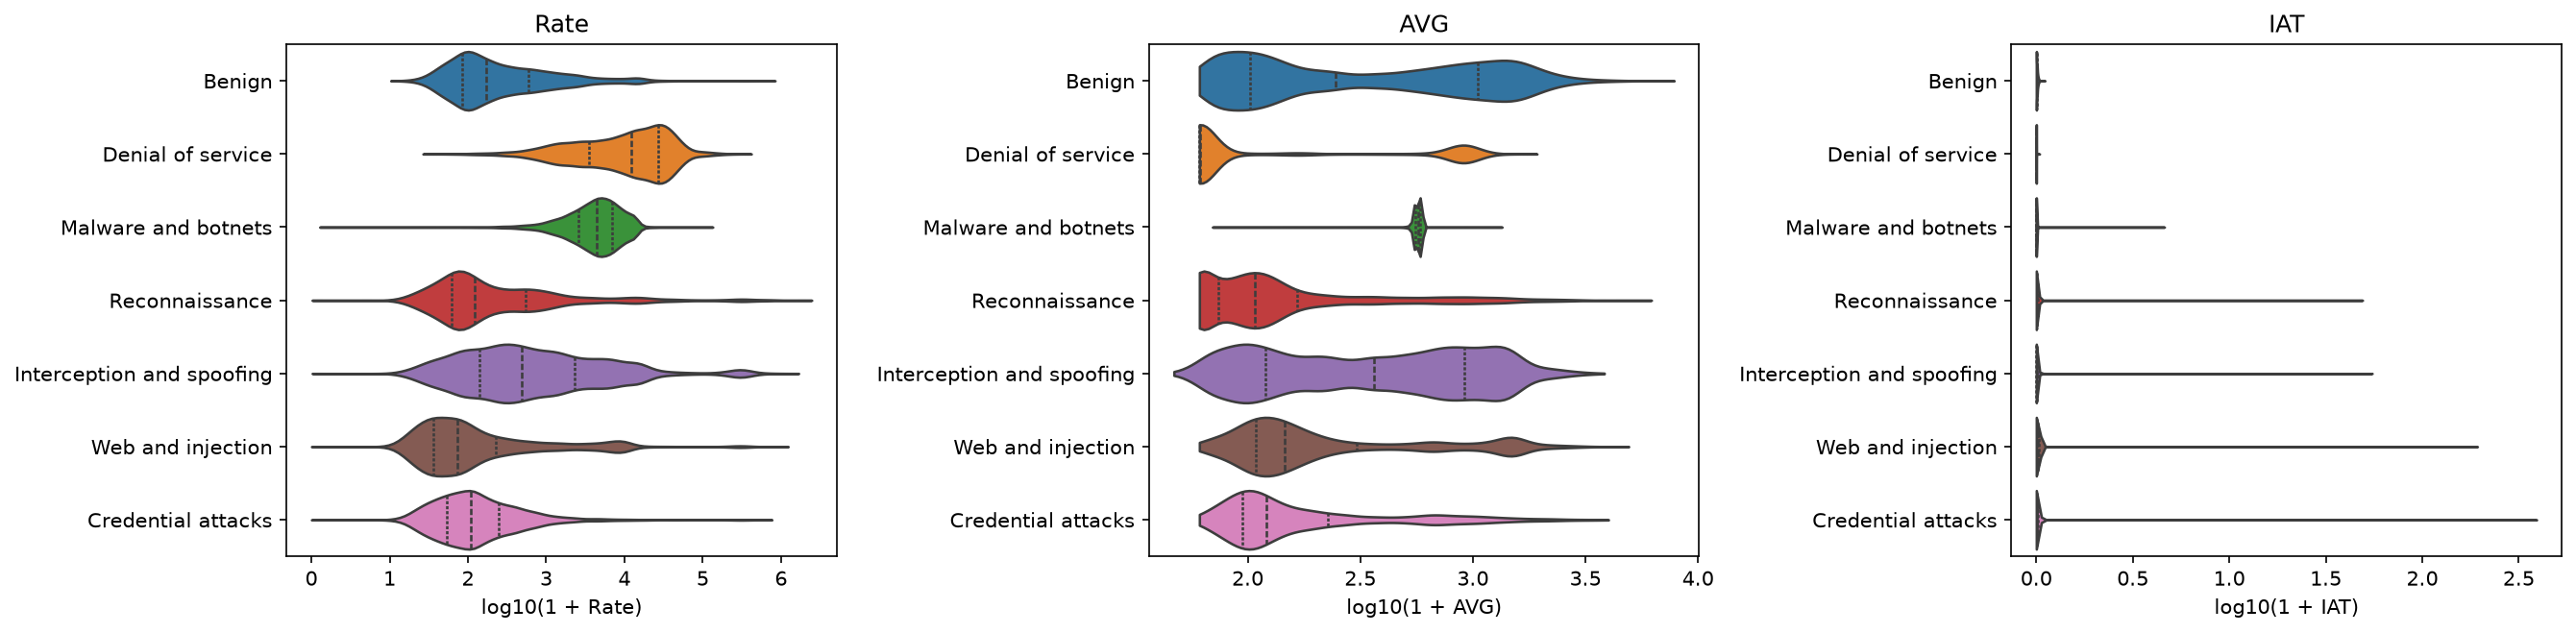 Rate
Benign
Denial of service
Malware and botnets
Reconnaissance
Interception and spoofing
Web and injection
Credential attacks
0 1 2 3 4 5 6
log10(1 + Rate)
AVG
Benign
Denial of service
Malware and botnets
Reconnaissance
Interception and spoofing
Web and injection
Credential attacks
2.0 2.5 3.0 3.5 4.0
log10(1 + AVG)
IAT
Benign
Denial of service
Malware and botnets
Reconnaissance
Interception and spoofing
Web and injection
Credential attacks
0.0 0.5 1.0 1.5 2.0 2.5
log10(1 + IAT)